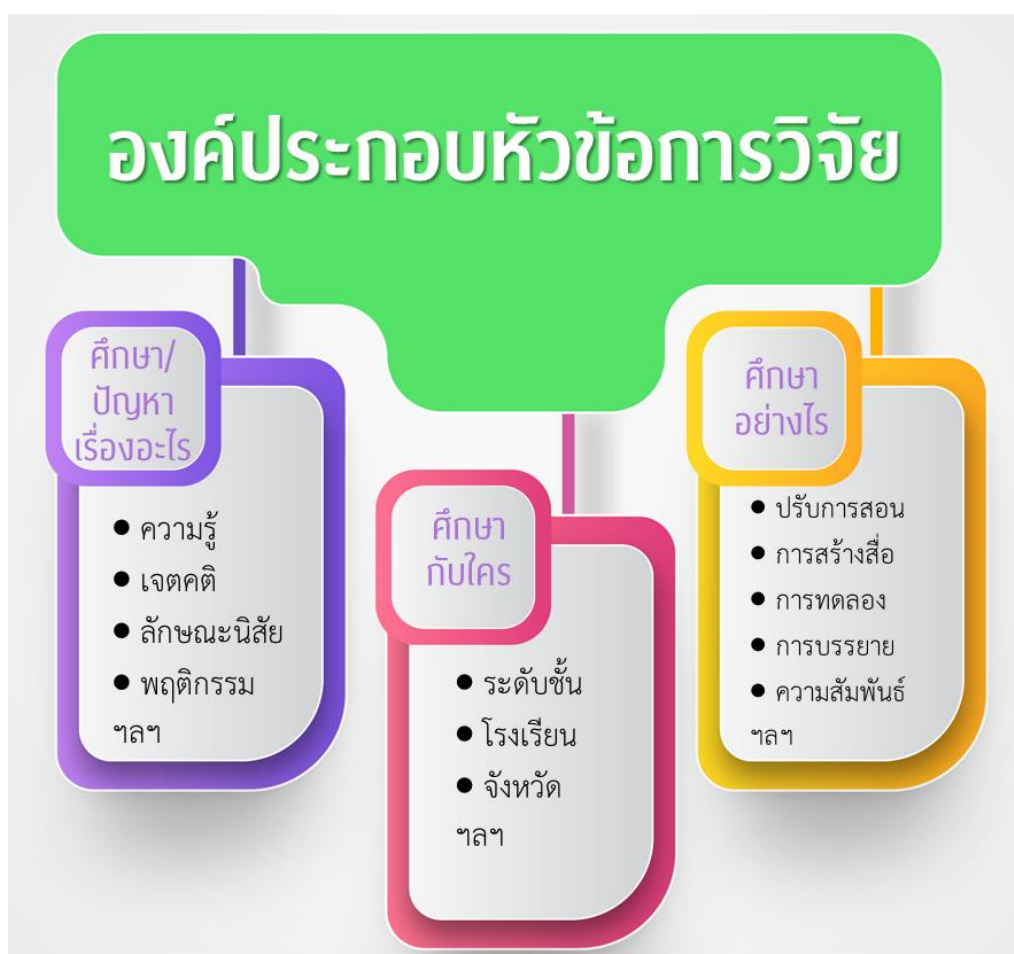 องค์ประกอบหัวข้อการวิจัย
ศึกษา/
ปัญหา
เรื่องอะไร
● ความรู้
● เจตคติ
● ลักษณะนิสัย
● พฤติกรรม
ฯลฯ
ศึกษา
กับใคร
● ระดับชั้น
● โรงเรียน
● จังหวัด
ฯลฯ
ศึกษา
อย่างไร
● ปรับการสอน
● การสร้างสื่อ
● การทดลอง
● การบรรยาย
● ความสัมพันธ์
ฯลฯ